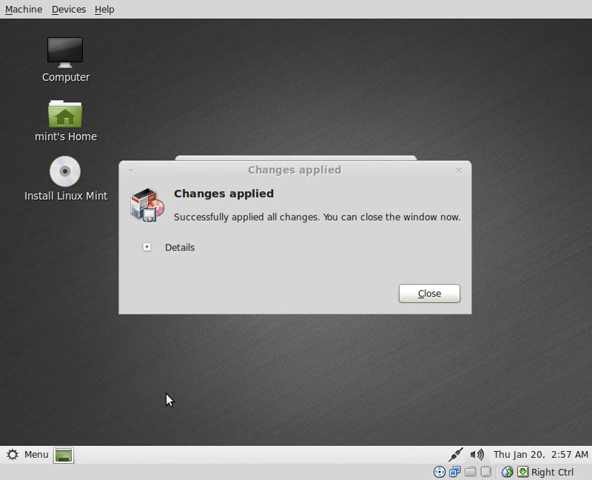 Machine Devices Help
Computer
mint's Home
Install Linux Mint
Changes applied
Changes applied
Successfully applied all changes. You can close the window now.
Details
Close
Menu
Thu Jan 20, 2:57 AM
Right Ctrl